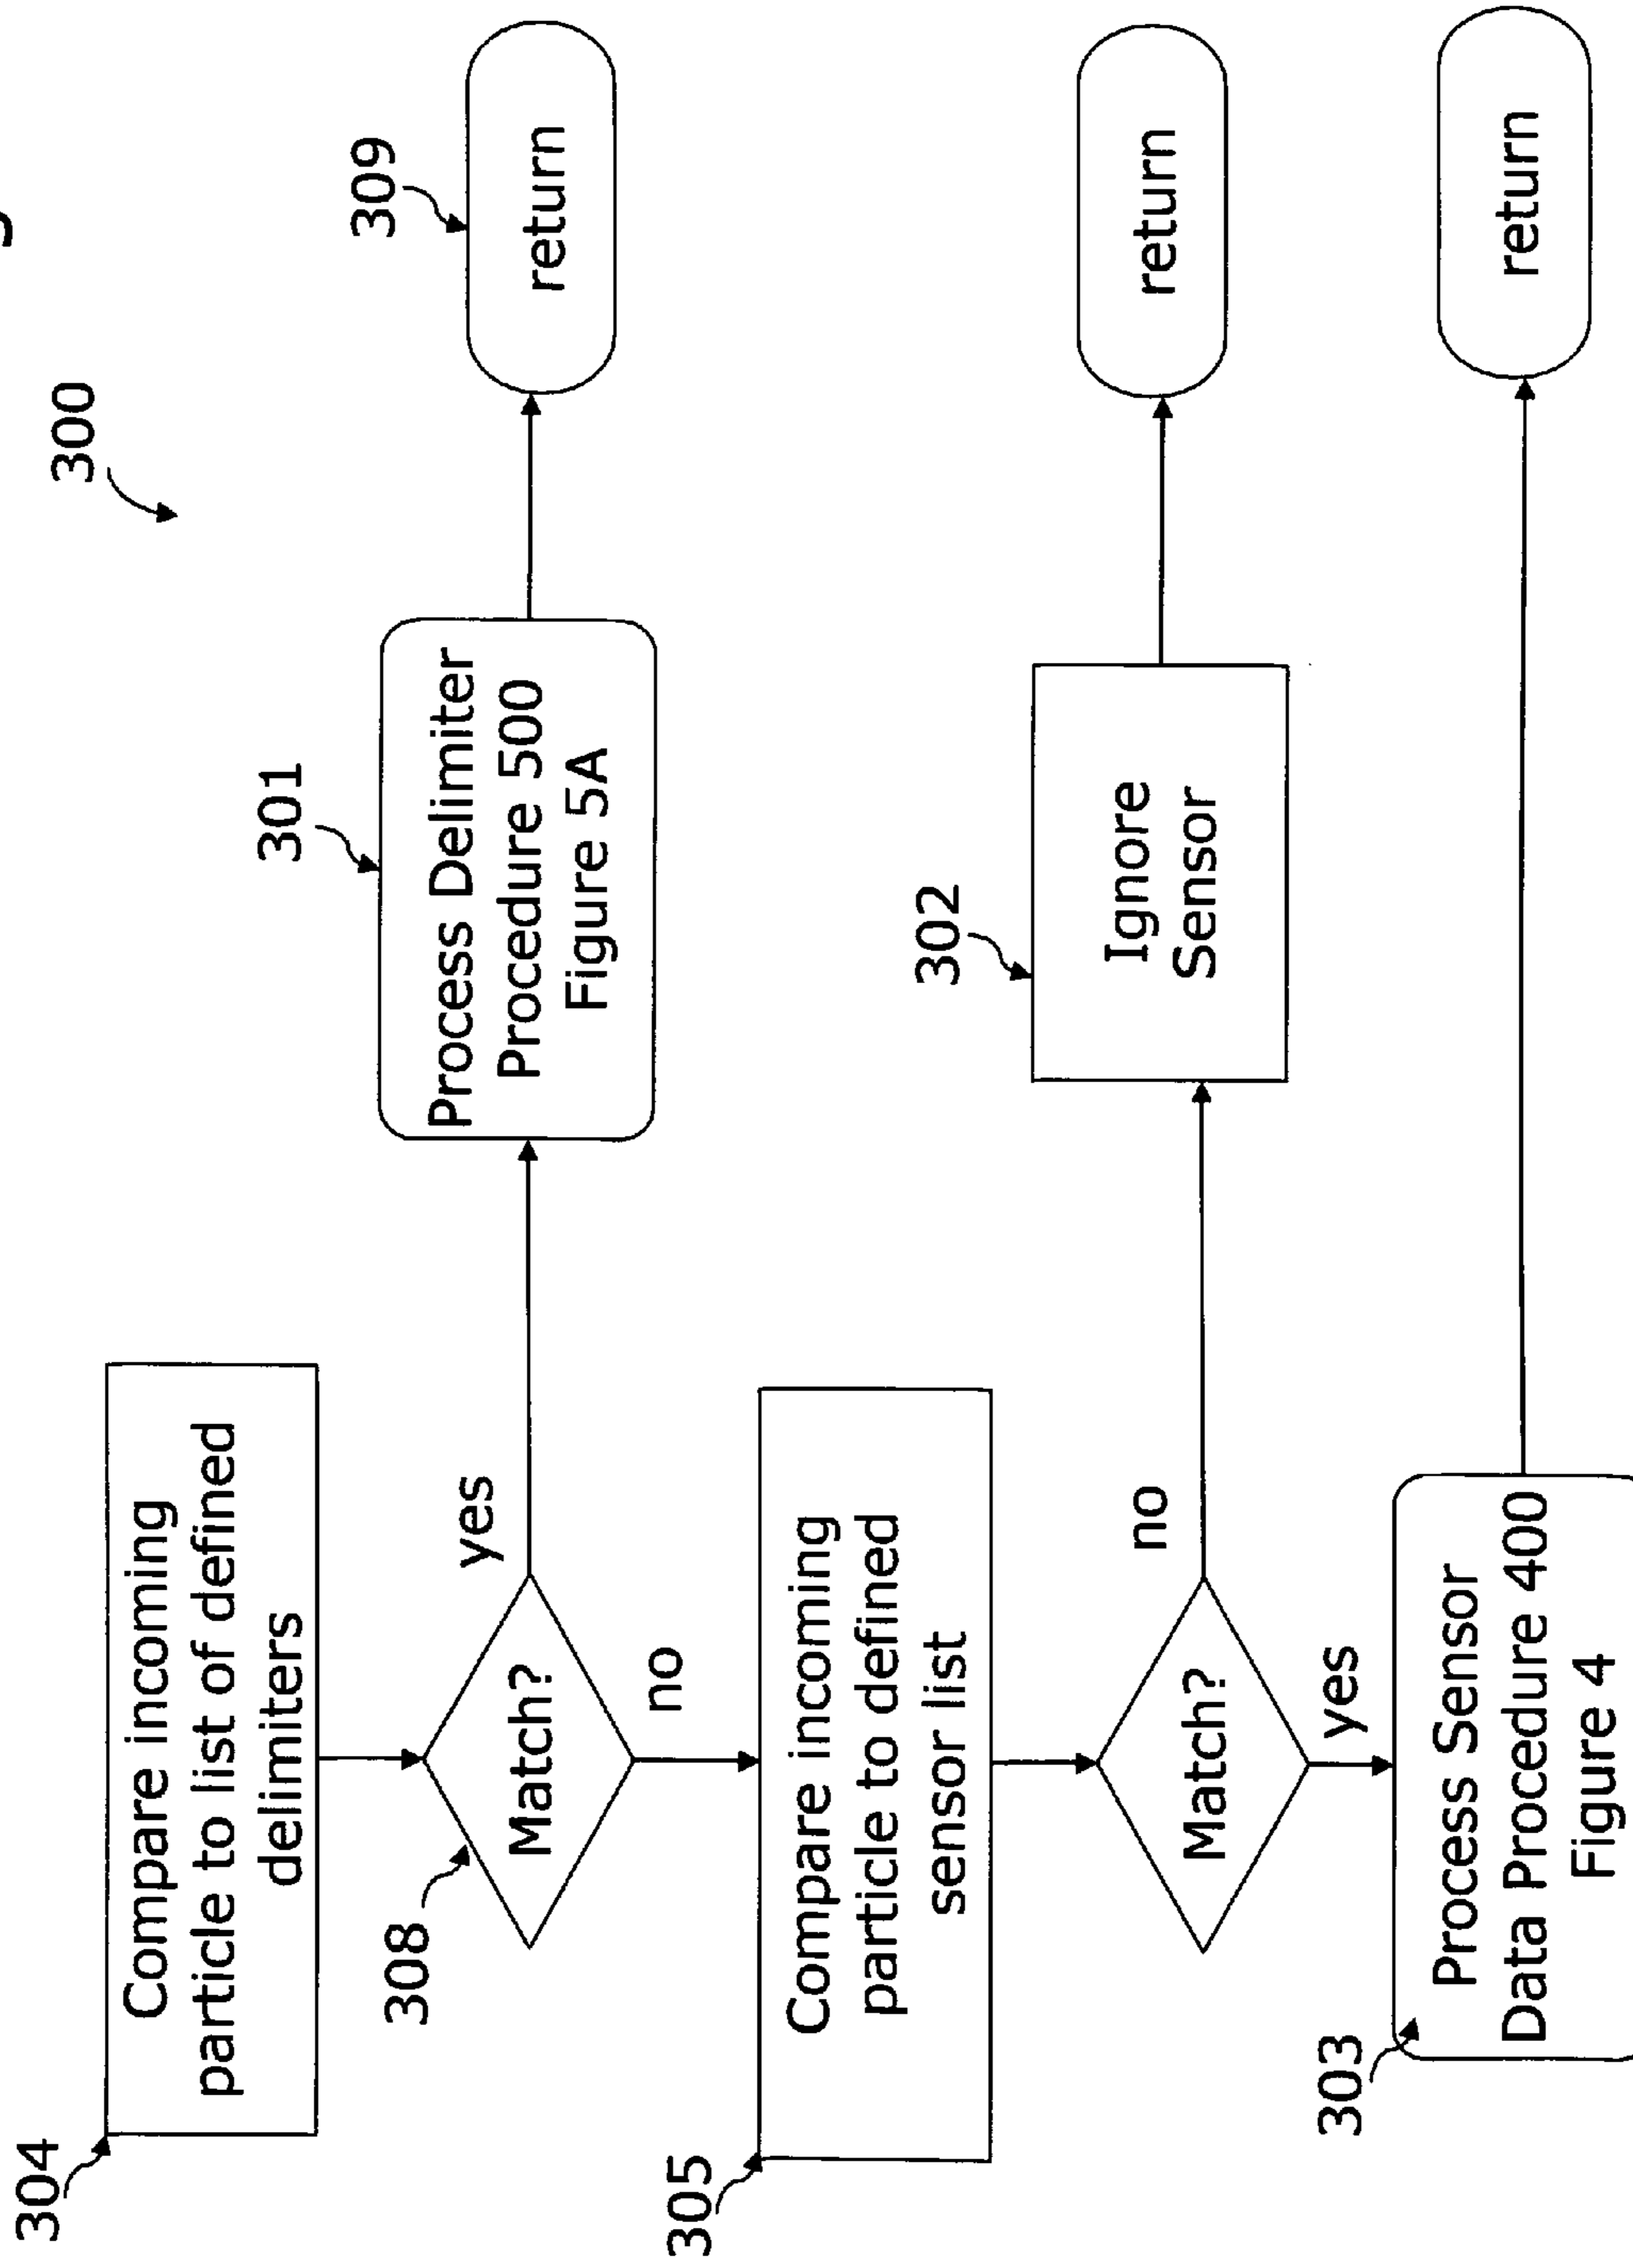 300
304
Compare incoming
particle to list of defined
delimiters
308
Match?
yes
301
Process Delimiter
Procedure 500
Figure 5A
309
return
no
305
Compare incoming
particle to defined
sensor list
Match?
no
302
Ignore
Sensor
return
yes
303
Process Sensor
Data Procedure 400
Figure 4
return